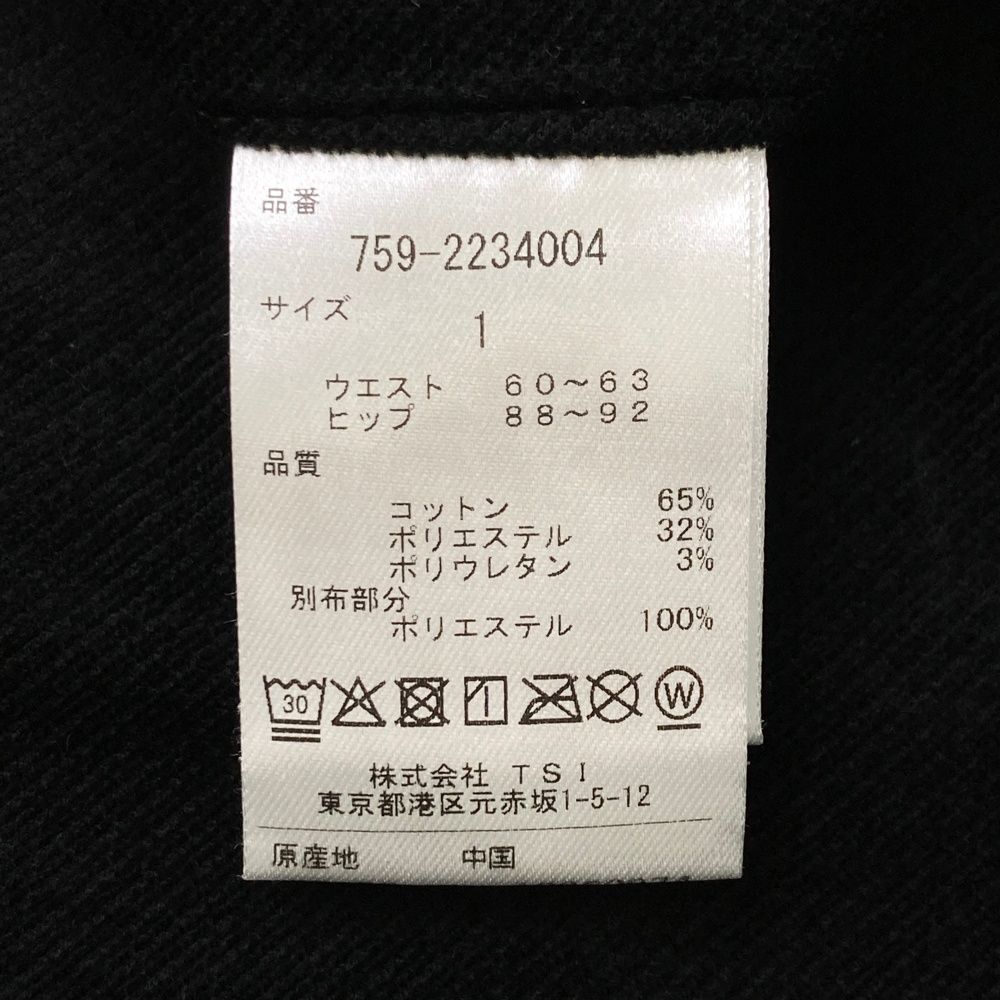 品番
759-2234004
サイズ
1
ウエスト 60～63
ヒップ 88～92
品質
コットン 65%
ポリエステル 32%
ポリウレタン 3%
別布部分
ポリエステル 100%
30 W
株式会社 TSI
東京都港区元赤坂1-5-12
原産地 中国